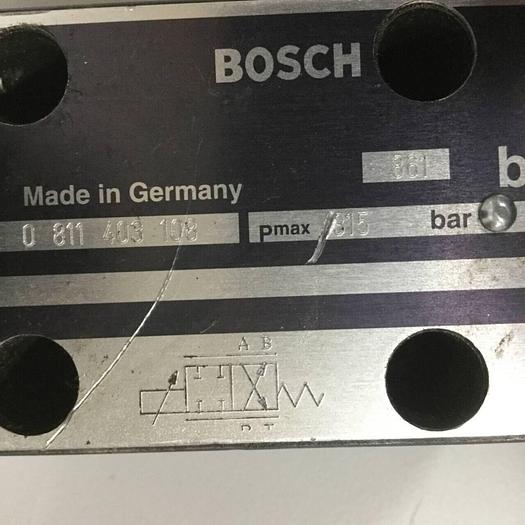 BOSCH
861
b
Made in Germany
0 811 403 108
pmax 315 bar
A B
P T